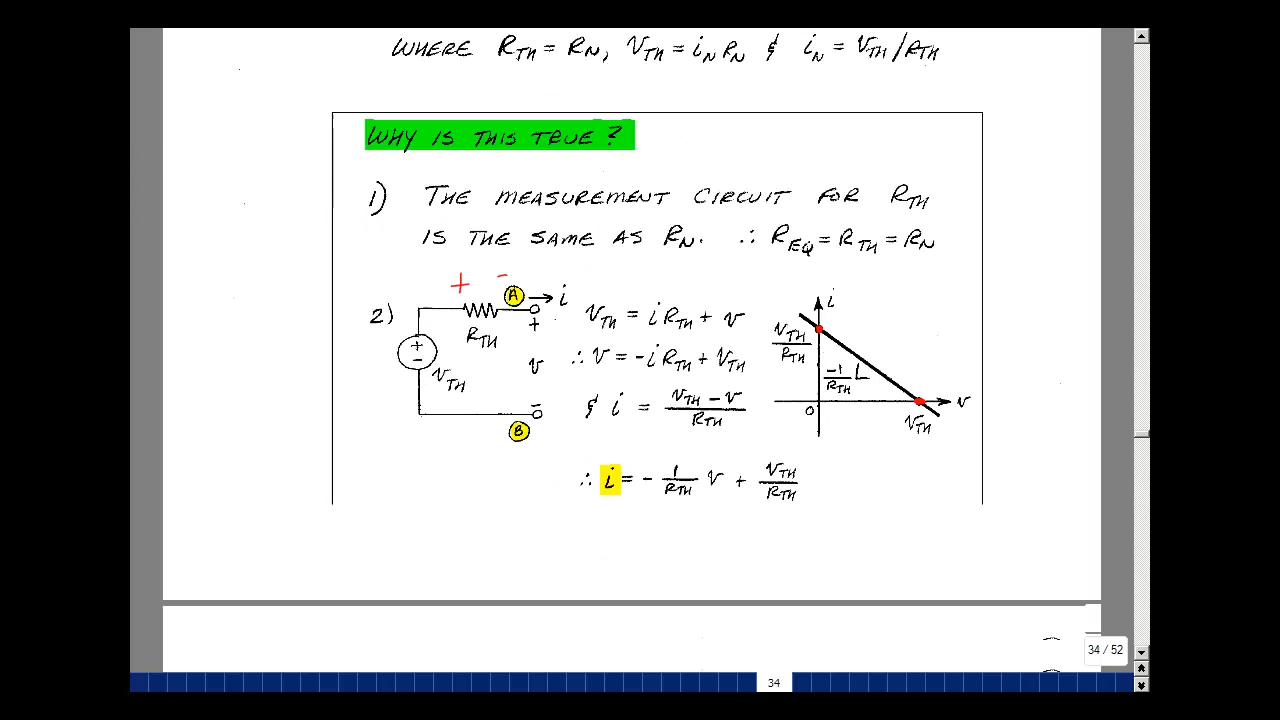 WHERE R_TH = R_N, V_TH = i_N R_N & i_N = V_TH / R_TH
WHY IS THIS TRUE?
1) THE MEASUREMENT CIRCUIT FOR R_TH
IS THE SAME AS R_N. ∴ R_EQ = R_TH = R_N
2)
+ -
A → i
R_TH
+
v
-
+
-
V_TH
B
V_TH = i R_TH + v
∴ v = -i R_TH + V_TH
& i = (V_TH - v) / R_TH
∴ i = - (1 / R_TH) v + V_TH / R_TH
i
V_TH / R_TH
-1 / R_TH
0
v
V_TH
34 / 52
34